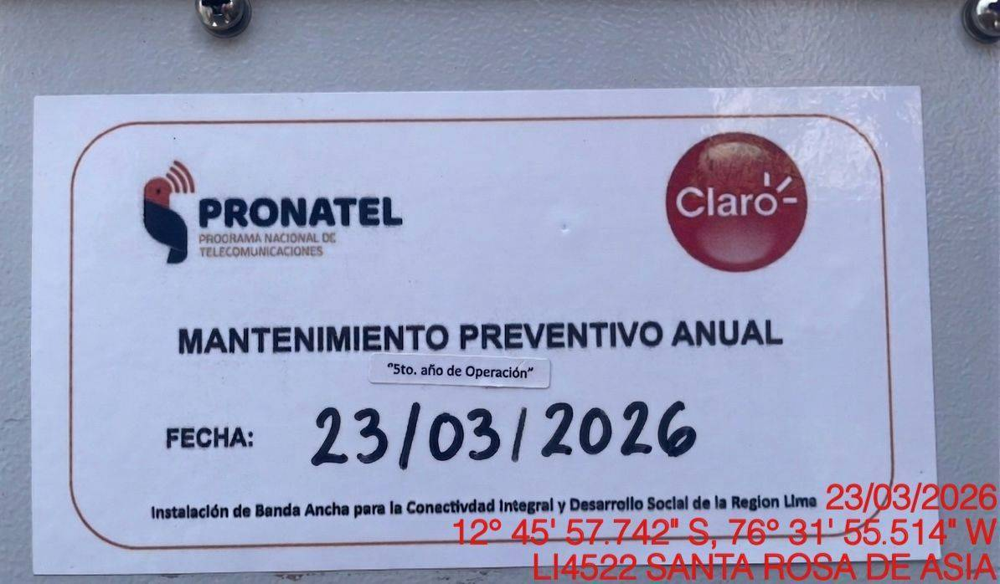 PRONATEL
PROGRAMA NACIONAL DE
TELECOMUNICACIONES
Claro
MANTENIMIENTO PREVENTIVO ANUAL
"5to. año de Operación"
FECHA: 23/03/2026
Instalación de Banda Ancha para la Conectivdad Integral y Desarrollo Social de la Region Lima
23/03/2026
12° 45' 57.742" S, 76° 31' 55.514" W
LI4522 SANTA ROSA DE ASIA